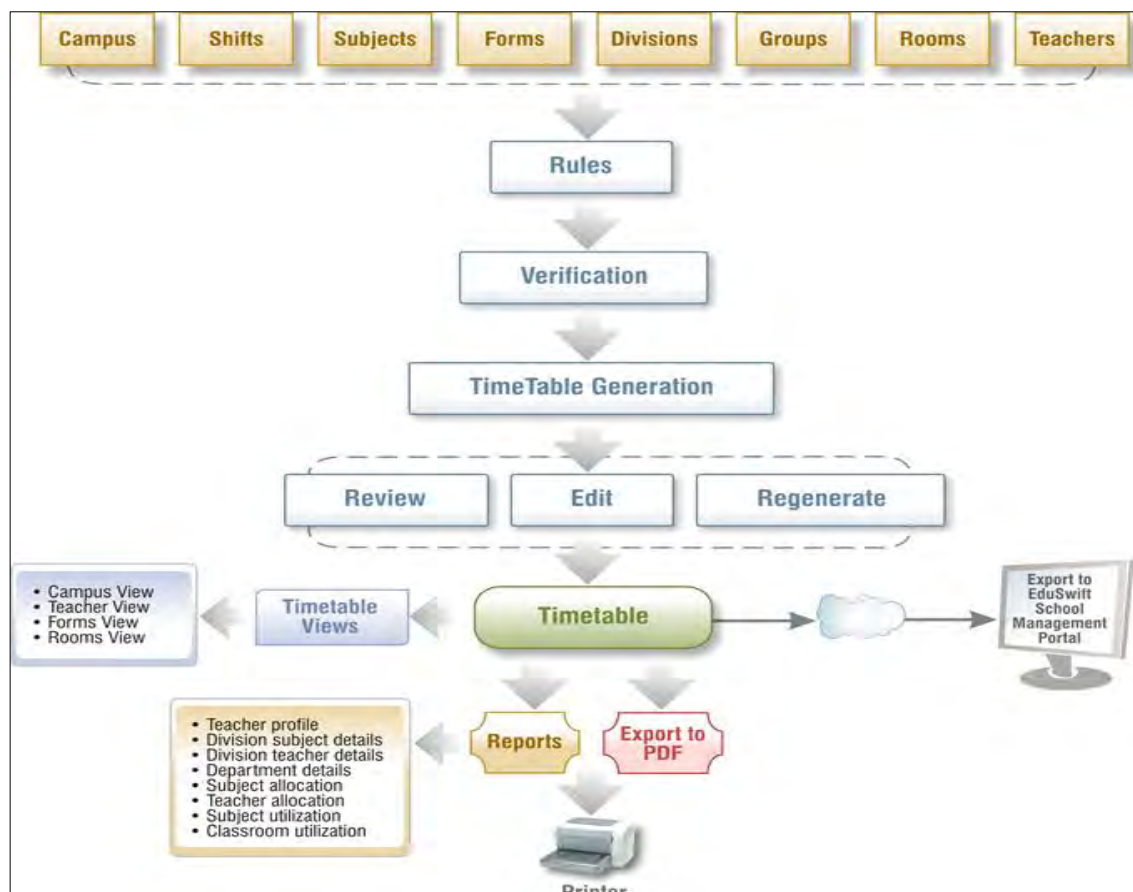 Campus
Shifts
Subjects
Forms
Divisions
Groups
Rooms
Teachers
Rules
Verification
TimeTable Generation
Review
Edit
Regenerate
• Campus View
• Teacher View
• Forms View
• Rooms View
Timetable
Views
Timetable
Export to
EduSwift
School
Management
Portal
• Teacher profile
• Division subject details
• Division teacher details
• Department details
• Subject allocation
• Teacher allocation
• Subject utilization
• Classroom utilization
Reports
Export to
PDF
Printer